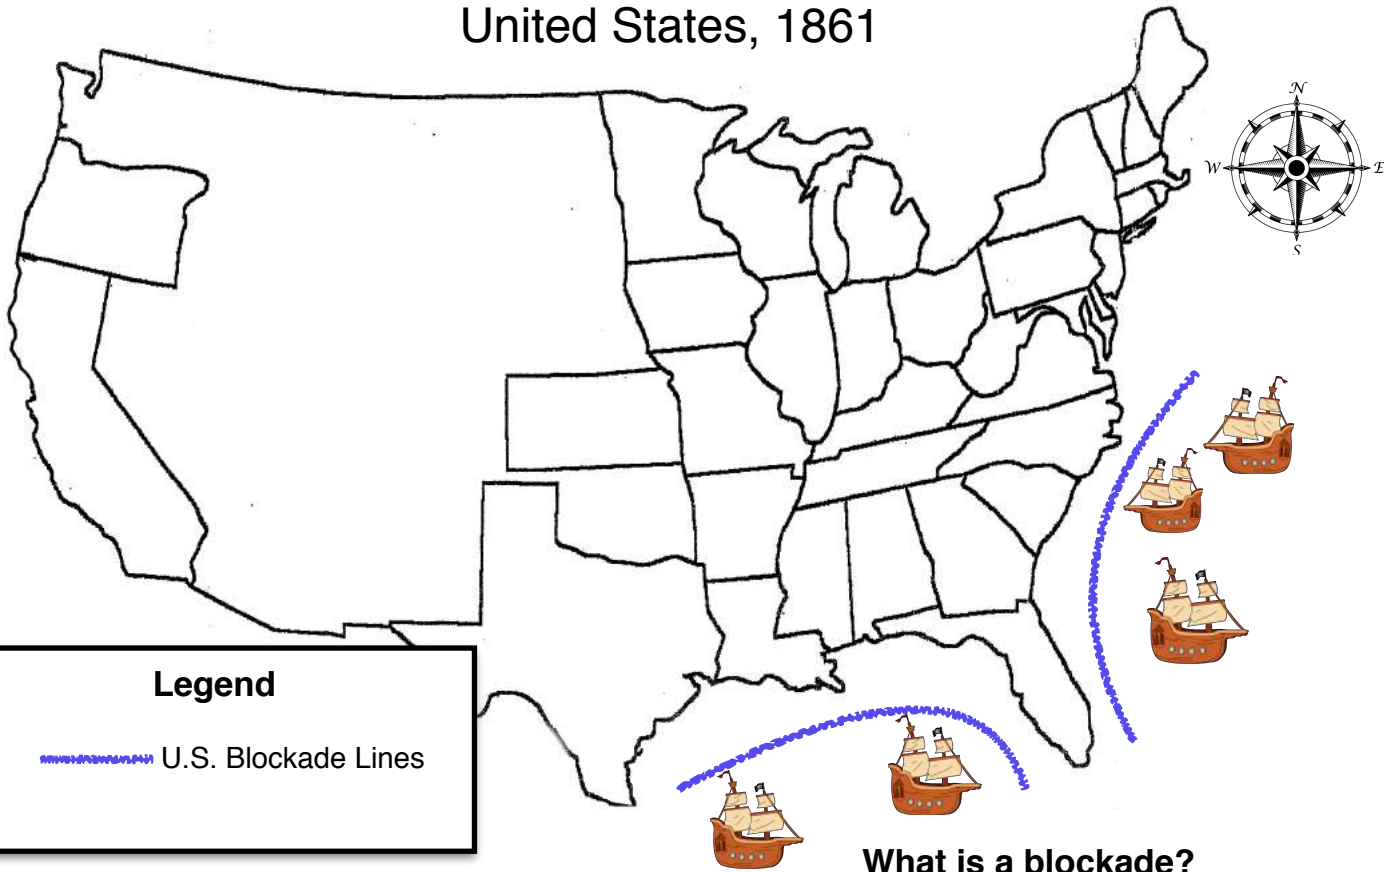 United States, 1861
N
W
E
S
Legend
U.S. Blockade Lines
What is a blockade?